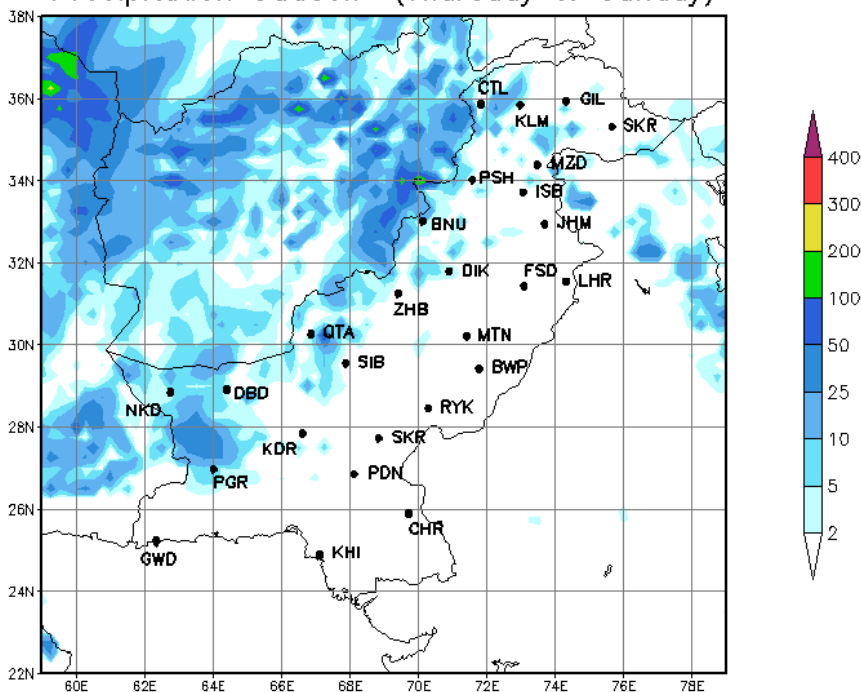 Precipitation (Thursday to Sunday)
38N
36N
34N
32N
30N
28N
26N
24N
22N
60E 62E 64E 66E 68E 70E 72E 74E 76E 78E
CTL
KLM
GIL
SKR
MZD
PSH
ISB
BNU
JHM
DIK
FSD
LHR
ZHB
QTA
MTN
SIB
BWP
NKD
DBD
RYK
KDR
SKR
PGR
PDN
CHR
GWD
KHI
400
300
200
100
50
25
10
5
2